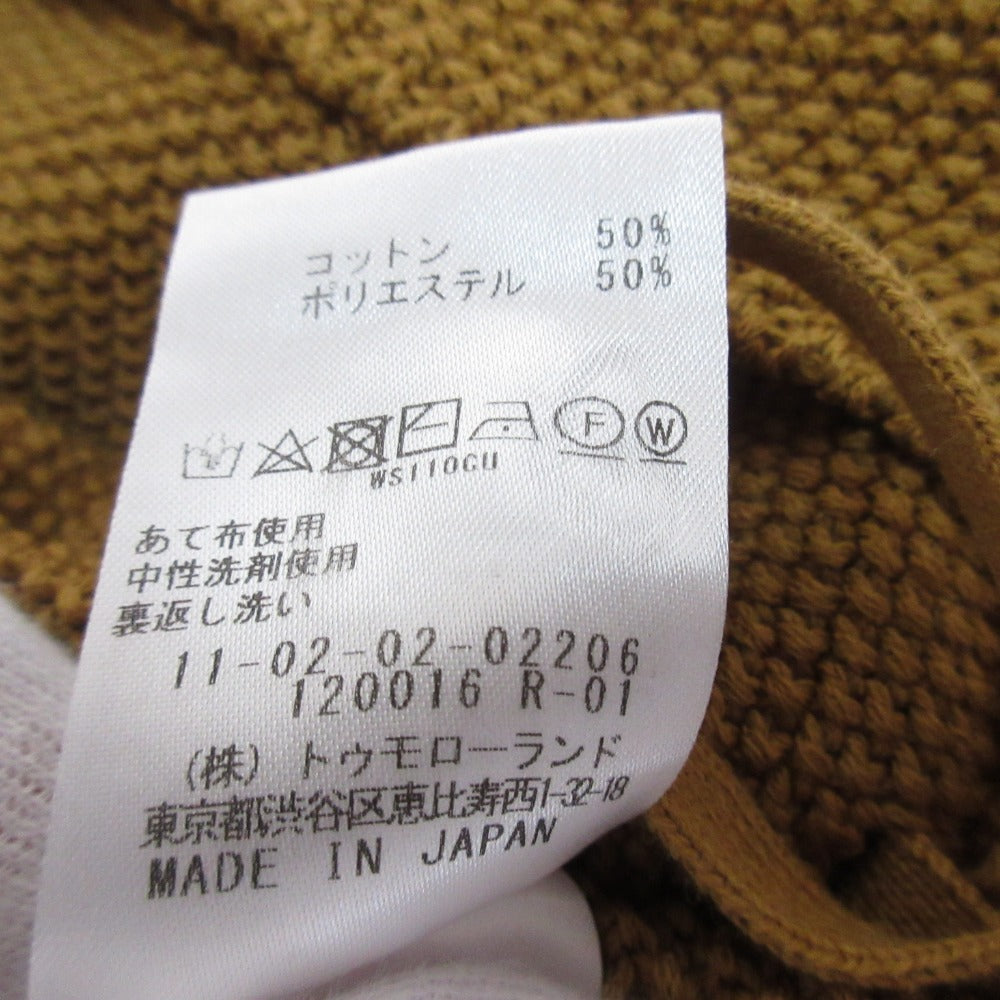 コットン 50%
ポリエステル 50%
F W
WS110CU
あて布使用
中性洗剤使用
裏返し洗い
11-02-02-02206
120016 R-01
(株) トゥモローランド
東京都渋谷区恵比寿西1-32-18
MADE IN JAPAN